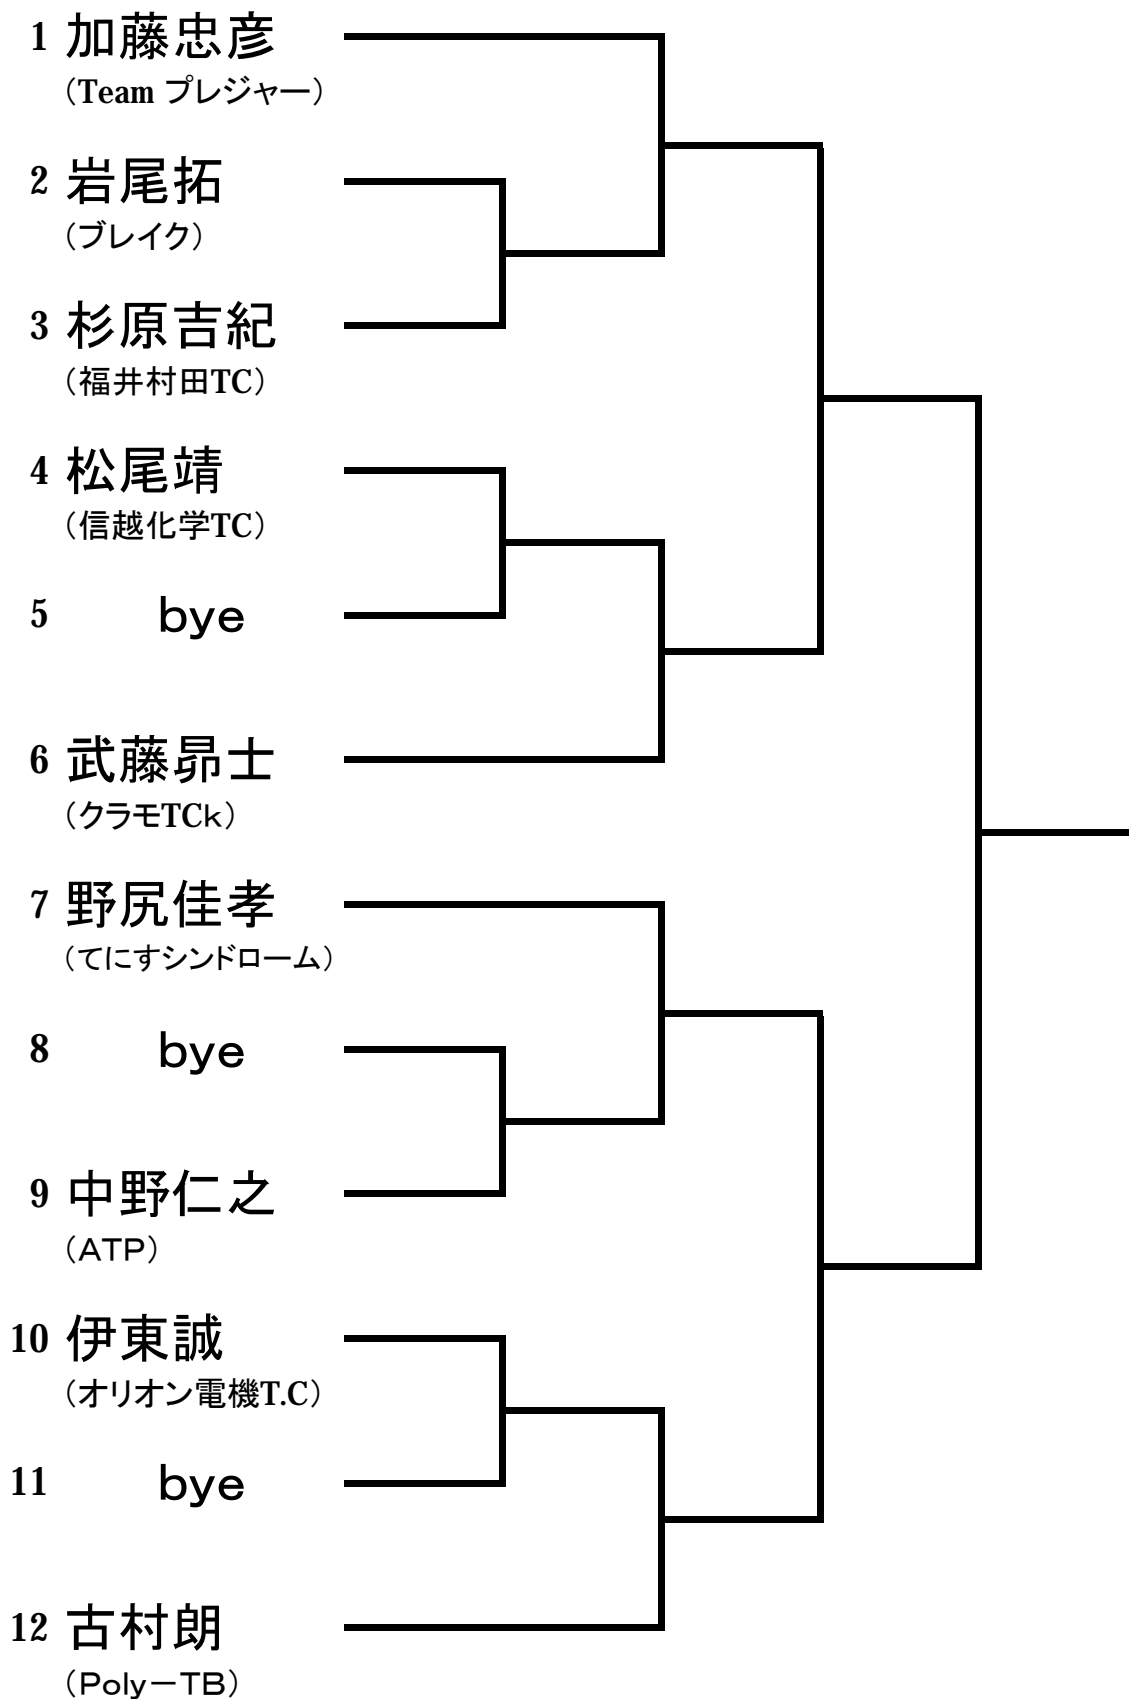 1 加藤忠彦
（Team プレジャー）
2 岩尾拓
（ブレイク）
3 杉原吉紀
（福井村田TC）
4 松尾靖
（信越化学TC）
5 bye
6 武藤昴士
（クラモTCk）
7 野尻佳孝
（てにすシンドローム）
8 bye
9 中野仁之
（ATP）
10 伊東誠
（オリオン電機T.C）
11 bye
12 古村朗
（Poly－TB）